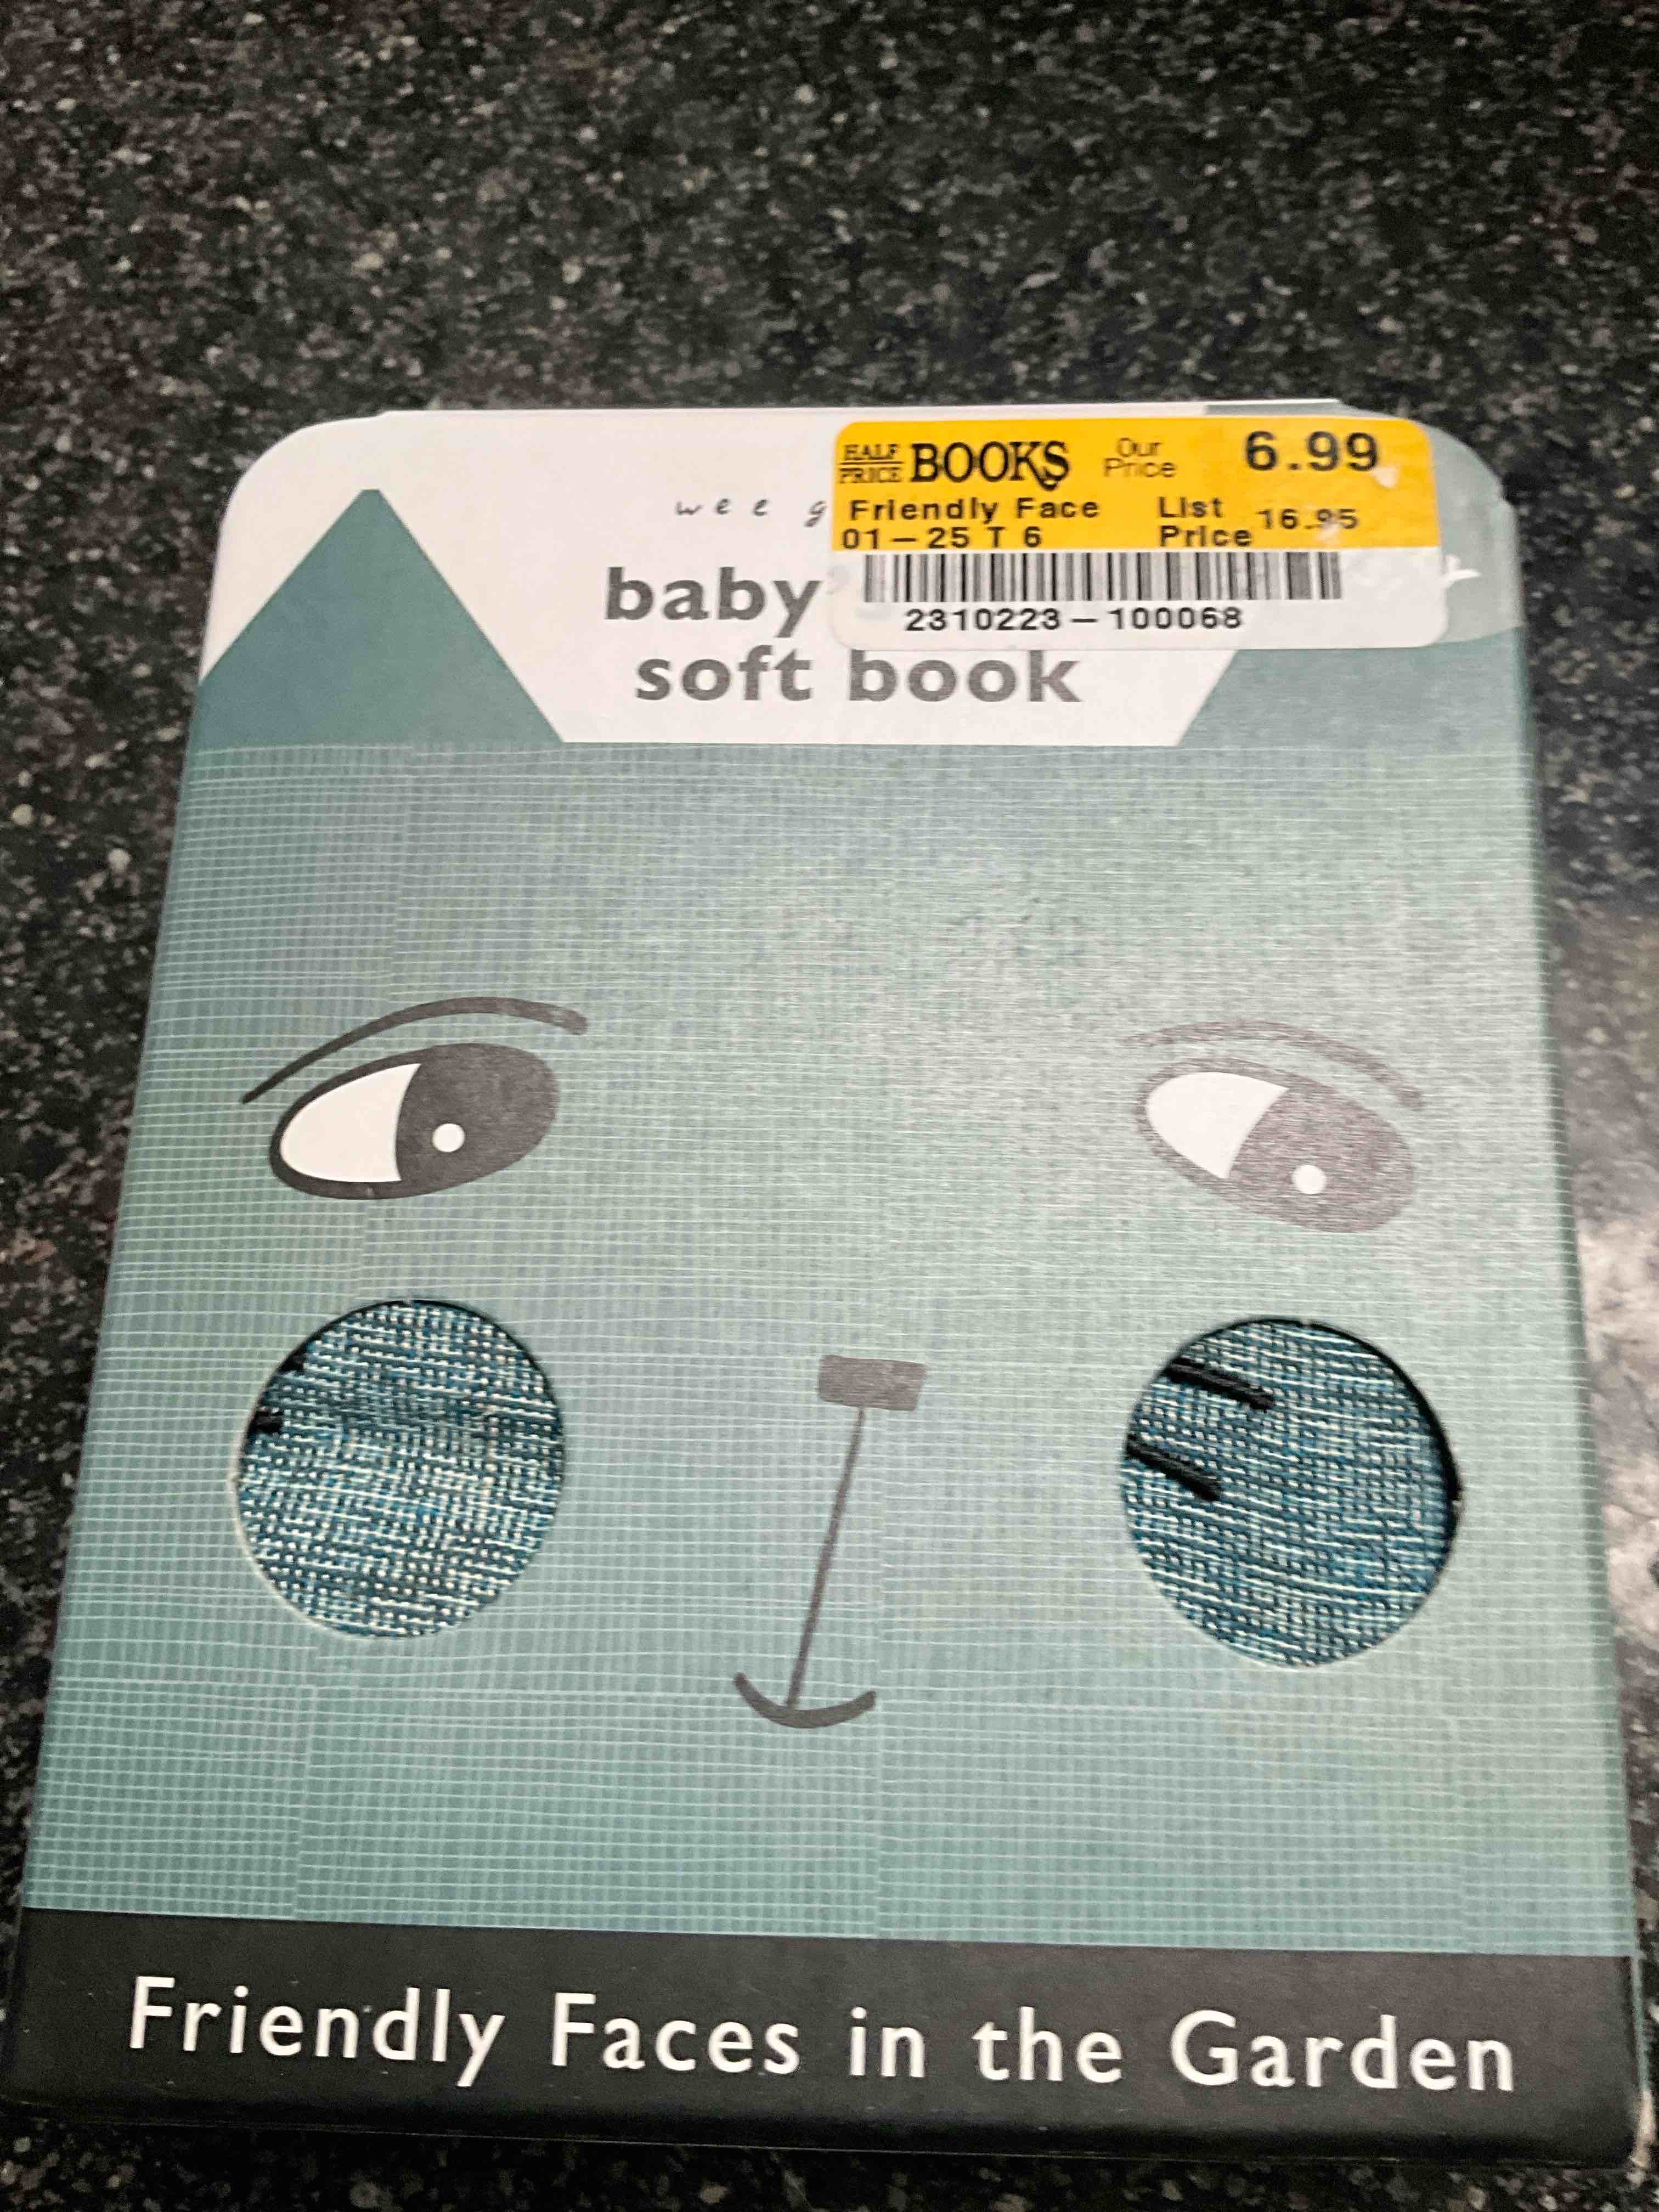 HALF PRICE BOOKS Our Price 6.99
Friendly Face List Price 16.95
01-25 T 6
2310223-100068
wee g
baby
soft book
Friendly Faces in the Garden